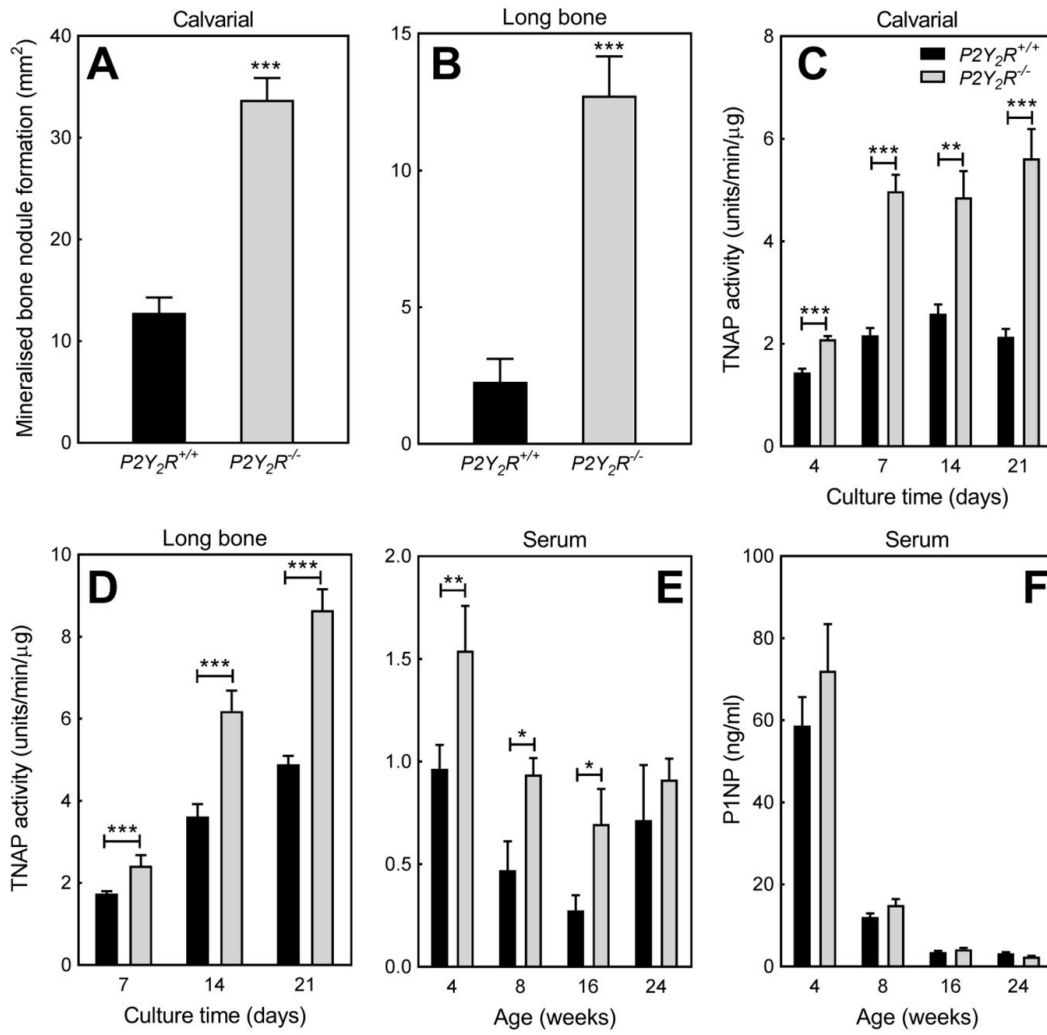 Calvarial
A
Mineralised bone nodule formation (mm²)
40
30
20
10
0
***
P2Y₂R⁺/⁺ P2Y₂R⁻/⁻
Long bone
B
15
10
5
0
***
P2Y₂R⁺/⁺ P2Y₂R⁻/⁻
Calvarial
C
P2Y₂R⁺/⁺
P2Y₂R⁻/⁻
TNAP activity (units/min/µg)
8
6
4
2
0
*** *** ** ***
4 7 14 21
Culture time (days)
Long bone
D
TNAP activity (units/min/µg)
10
8
6
4
2
0
*** *** ***
7 14 21
Culture time (days)
Serum
E
2.0
1.5
1.0
0.5
0.0
** * *
4 8 16 24
Age (weeks)
Serum
F
P1NP (ng/ml)
100
80
60
40
20
0
4 8 16 24
Age (weeks)